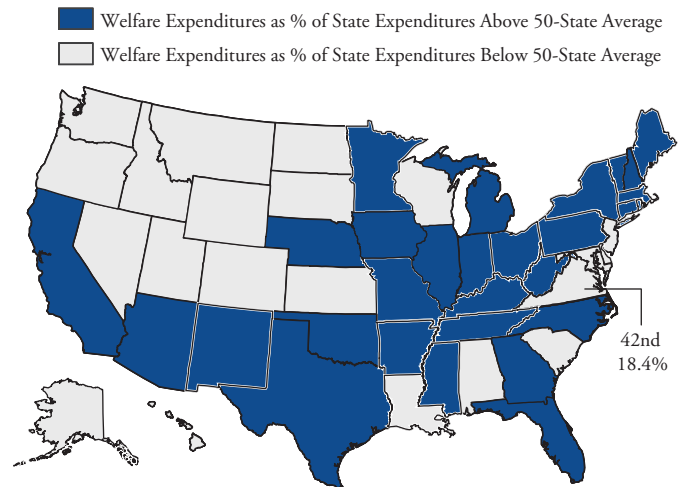 Welfare Expenditures as % of State Expenditures Above 50-State Average
Welfare Expenditures as % of State Expenditures Below 50-State Average
42nd
18.4%